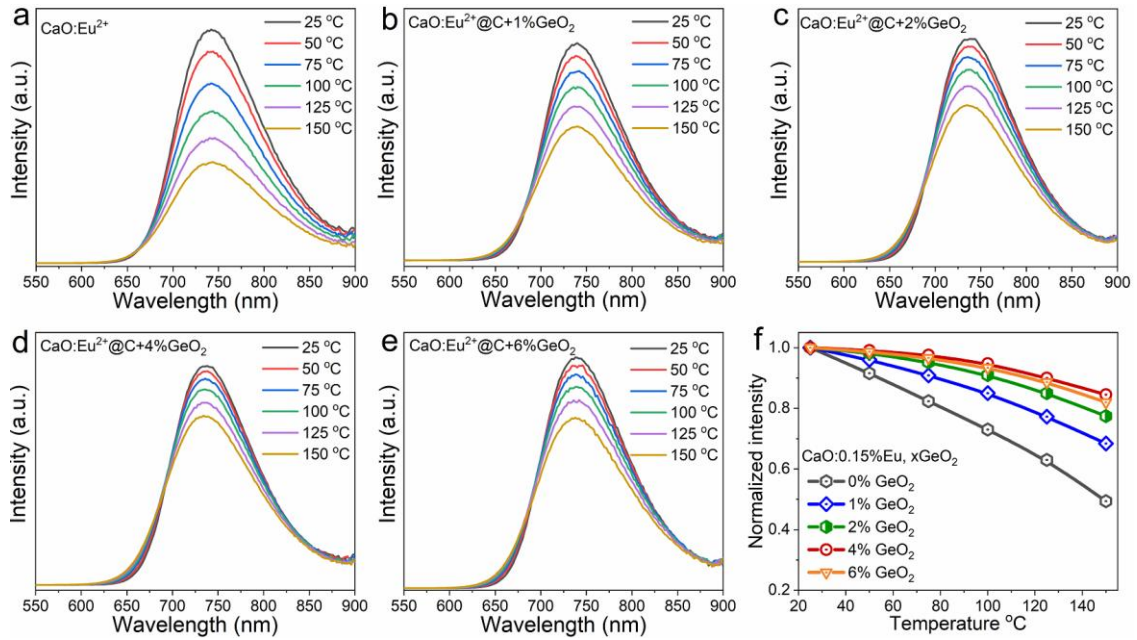 a
CaO:Eu²⁺
25 °C
50 °C
75 °C
100 °C
125 °C
150 °C
Intensity (a.u.)
550 600 650 700 750 800 850 900
Wavelength (nm)
b
CaO:Eu²⁺@C+1%GeO₂
25 °C
50 °C
75 °C
100 °C
125 °C
150 °C
Intensity (a.u.)
550 600 650 700 750 800 850 900
Wavelength (nm)
c
CaO:Eu²⁺@C+2%GeO₂
25 °C
50 °C
75 °C
100 °C
125 °C
150 °C
Intensity (a.u.)
550 600 650 700 750 800 850 900
Wavelength (nm)
d
CaO:Eu²⁺@C+4%GeO₂
25 °C
50 °C
75 °C
100 °C
125 °C
150 °C
Intensity (a.u.)
550 600 650 700 750 800 850 900
Wavelength (nm)
e
CaO:Eu²⁺@C+6%GeO₂
25 °C
50 °C
75 °C
100 °C
125 °C
150 °C
Intensity (a.u.)
550 600 650 700 750 800 850 900
Wavelength (nm)
f
1.0
0.8
0.6
0.4
0.2
Normalized intensity
CaO:0.15%Eu, xGeO₂
0% GeO₂
1% GeO₂
2% GeO₂
4% GeO₂
6% GeO₂
20 40 60 80 100 120 140
Temperature °C